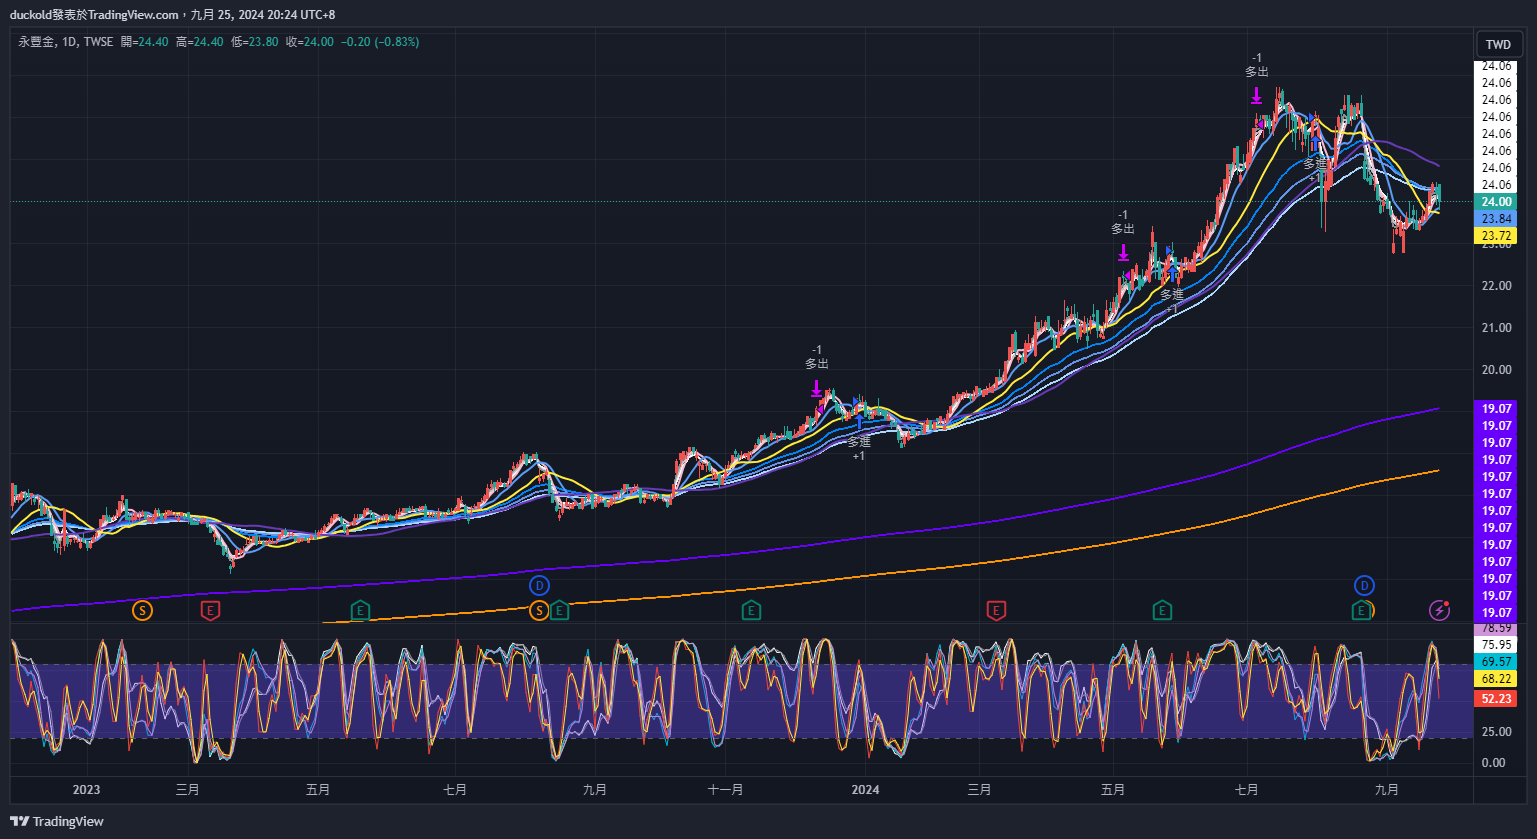 duckold發表於TradingView.com，九月 25, 2024 20:24 UTC+8
永豐金, 1D, TWSE 開=24.40 高=24.40 低=23.80 收=24.00 −0.20 (−0.83%)
TWD
24.06
24.06
24.06
24.06
24.06
24.06
24.06
24.06
24.00
23.84
23.72
23.00
22.00
21.00
20.00
19.07
19.07
19.07
19.07
19.07
19.07
19.07
19.07
19.07
19.07
19.07
19.07
19.07
78.59
75.95
69.57
68.22
52.23
25.00
0.00
-1
多出
多進
+1
-1
多出
多進
+1
-1
多出
多進
+1
S
E
E
D
S
E
E
E
E
D
E
2023
三月
五月
七月
九月
十一月
2024
三月
五月
七月
九月
TradingView